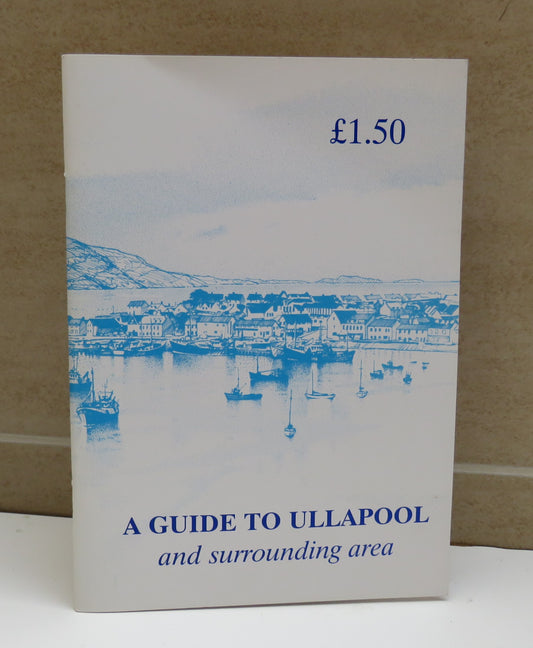 £1.50
A GUIDE TO ULLAPOOL
and surrounding area